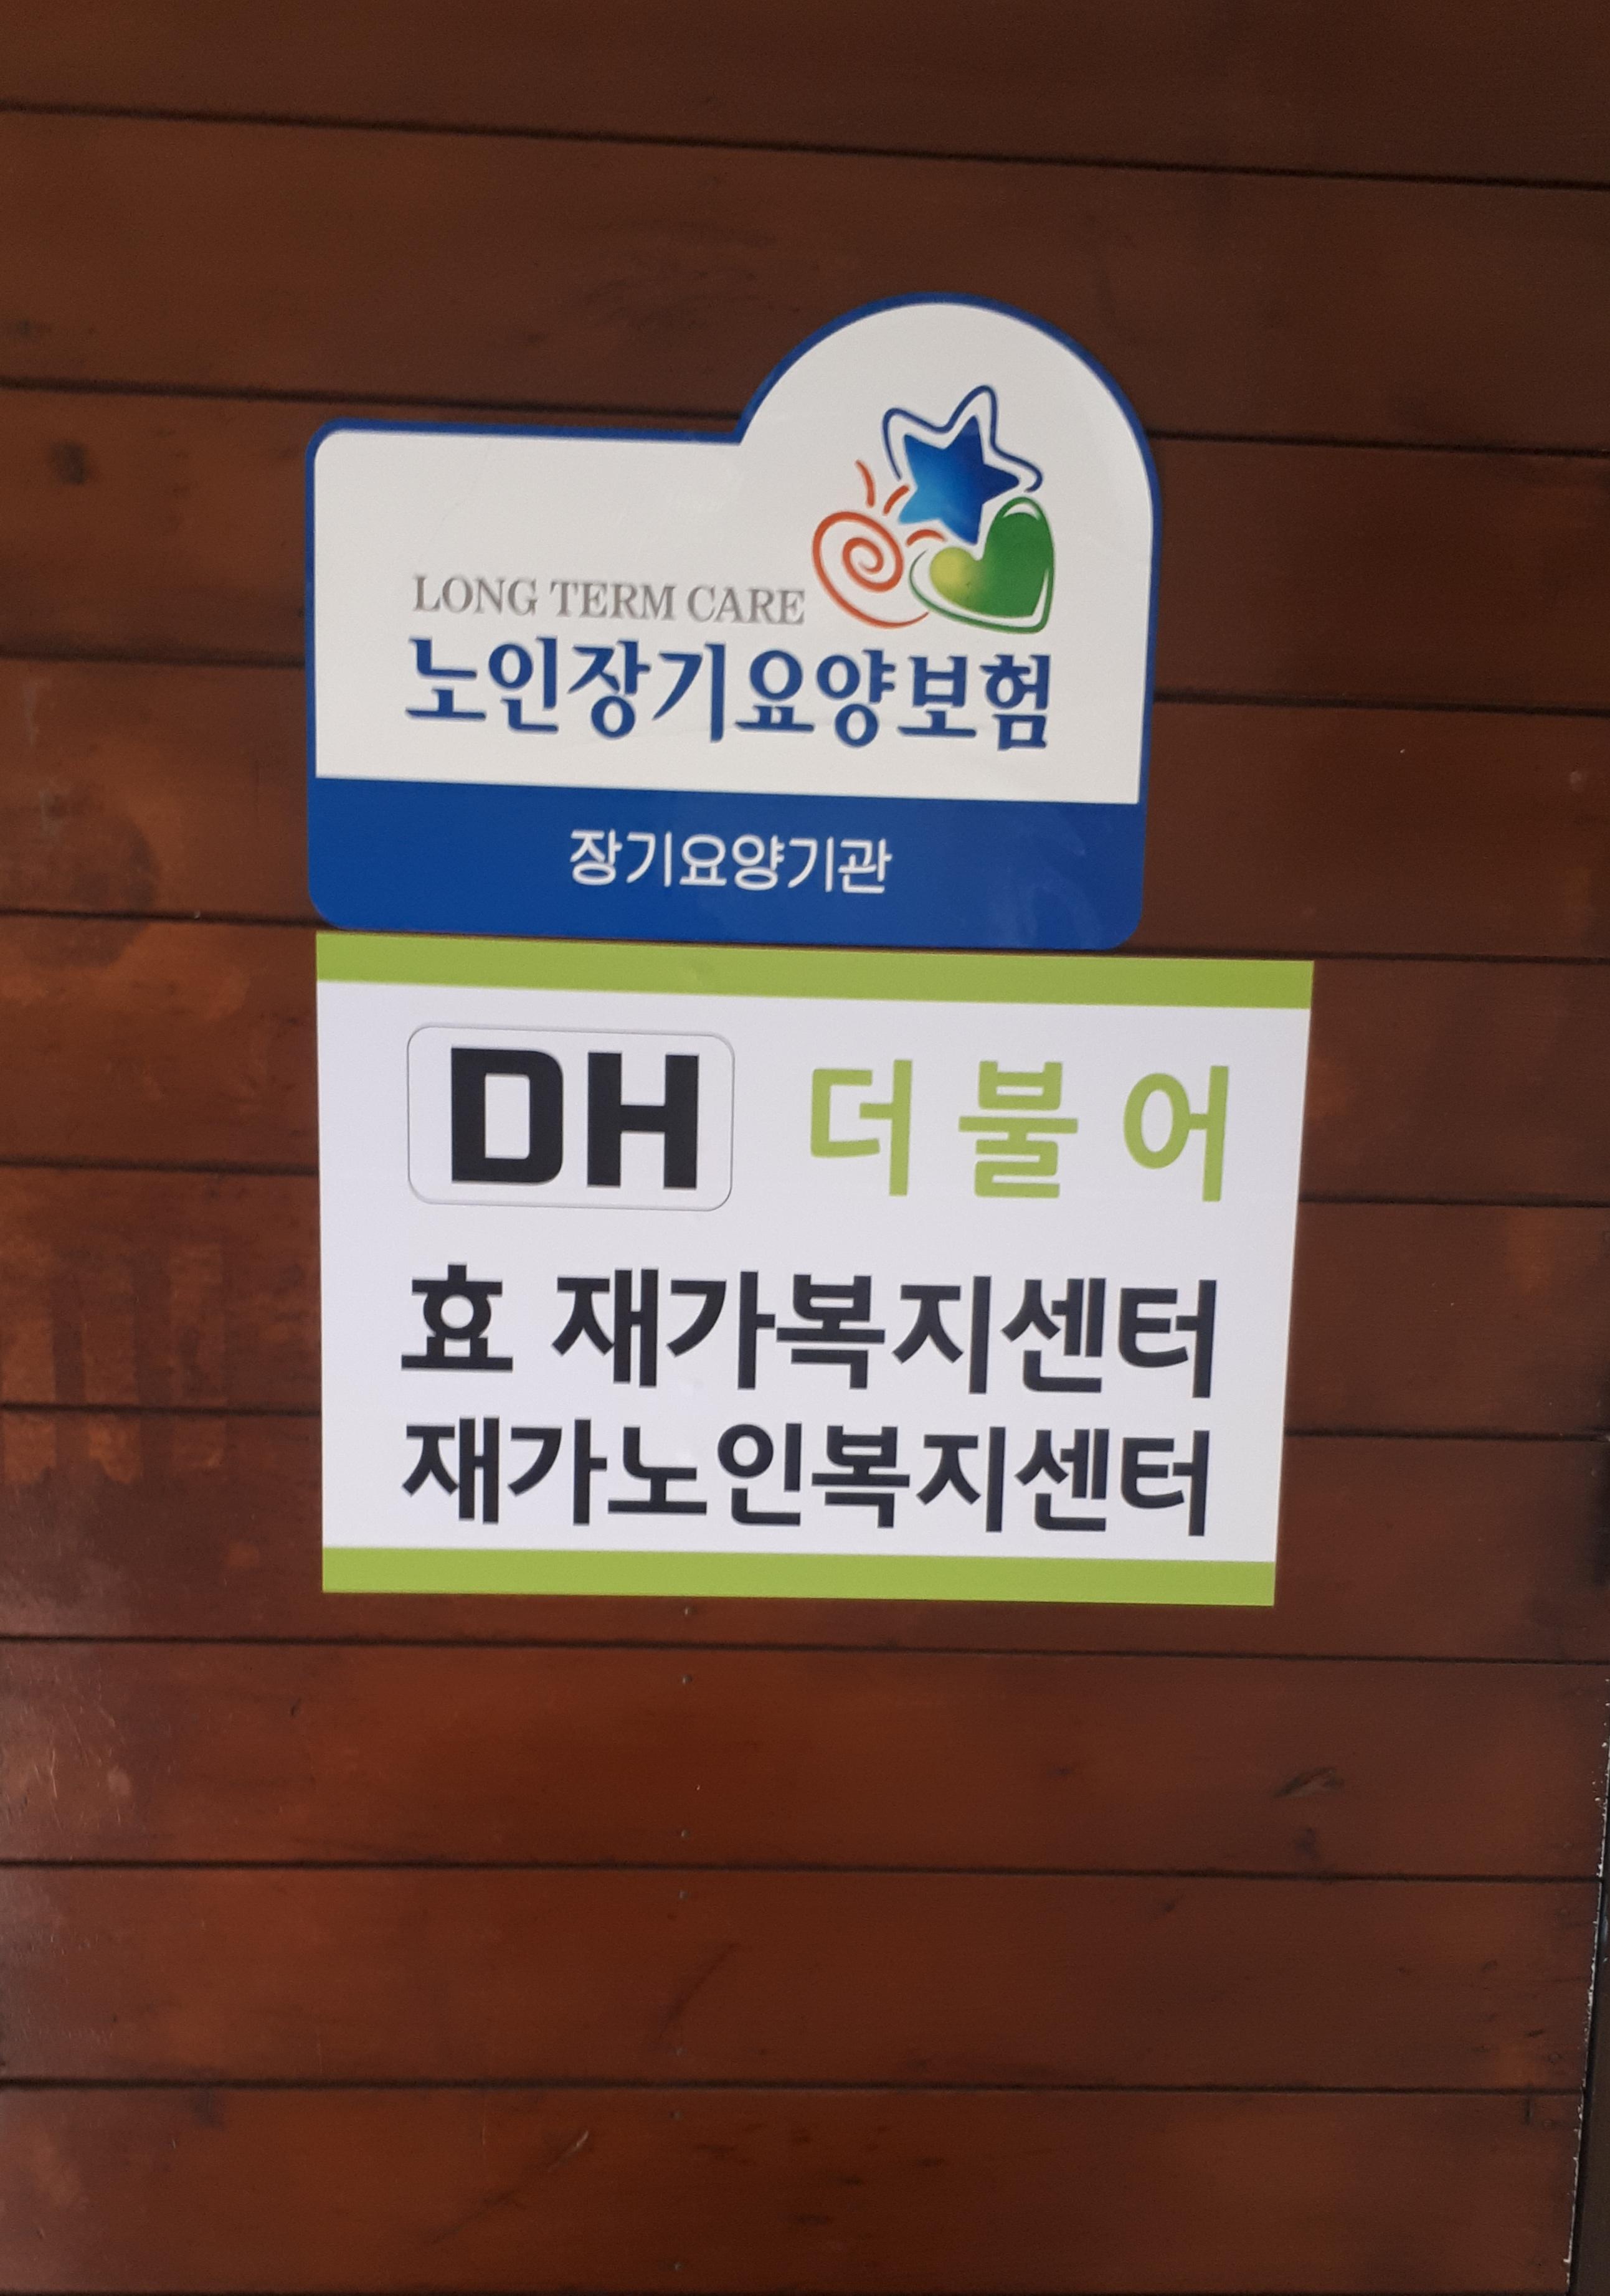 LONG TERM CARE
노인장기요양보험
장기요양기관
DH 더불어
효 재가복지센터
재가노인복지센터